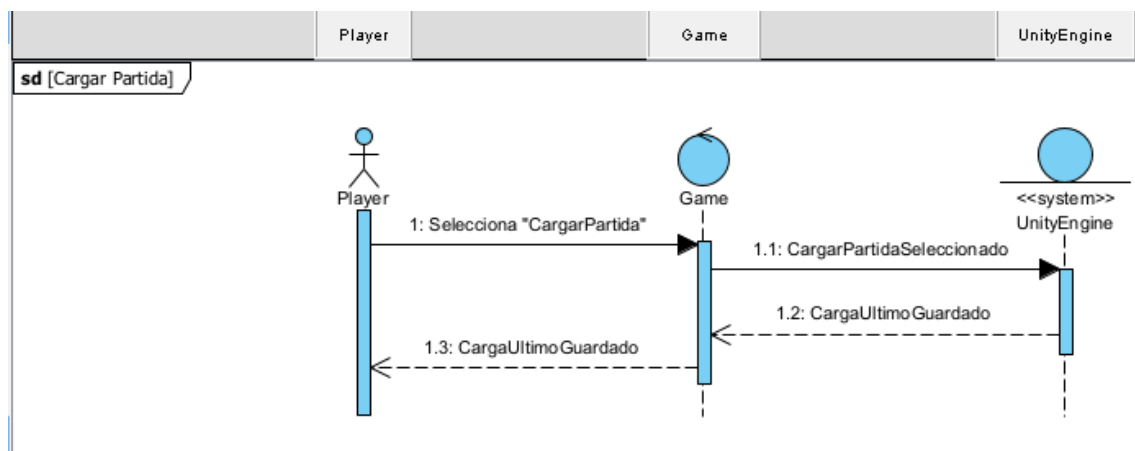 Player
Game
UnityEngine
sd [Cargar Partida]
Player
Game
<<system>>
UnityEngine
1: Selecciona "CargarPartida"
1.1: CargarPartidaSeleccionado
1.2: CargaUltimoGuardado
1.3: CargaUltimoGuardado